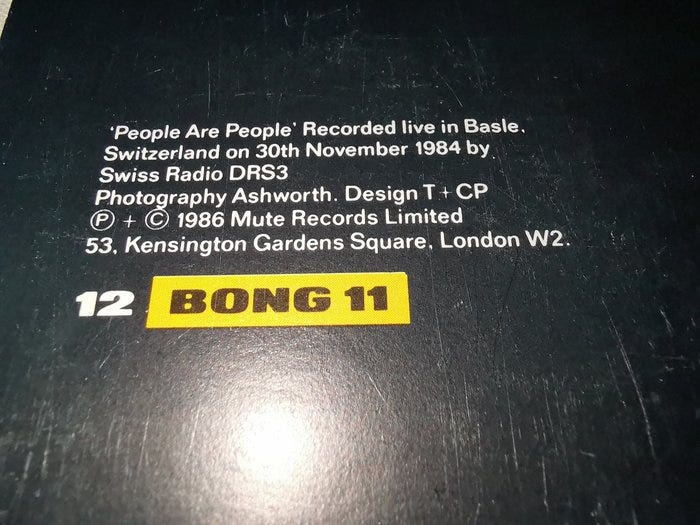 'People Are People' Recorded live in Basle,
Switzerland on 30th November 1984 by
Swiss Radio DRS3
Photography Ashworth. Design T+CP
Ⓟ + © 1986 Mute Records Limited
53, Kensington Gardens Square, London W2.
12 BONG 11